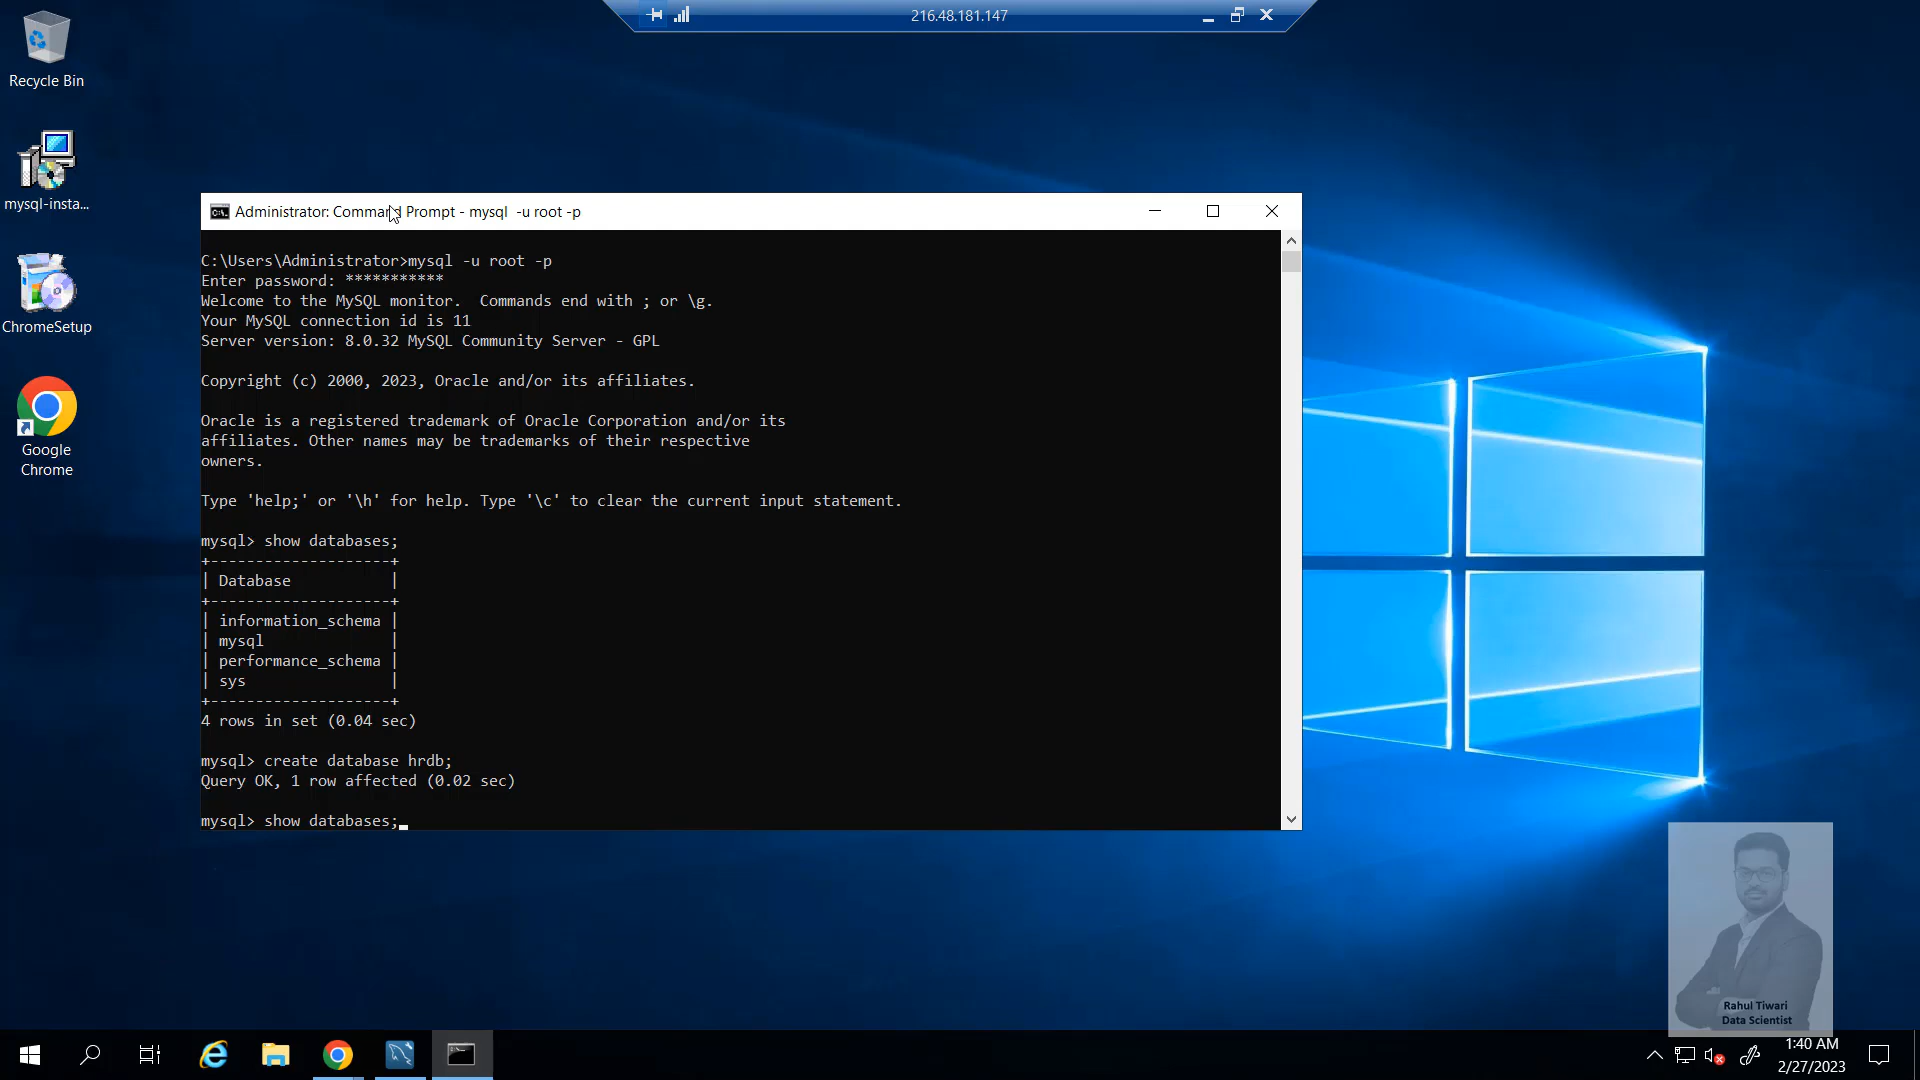 216.48.181.147
Recycle Bin
mysql-insta...
ChromeSetup
Google
Chrome
Administrator: Command Prompt - mysql  -u root -p
C:\Users\Administrator>mysql -u root -p
Enter password: ***********
Welcome to the MySQL monitor.  Commands end with ; or \g.
Your MySQL connection id is 11
Server version: 8.0.32 MySQL Community Server - GPL
Copyright (c) 2000, 2023, Oracle and/or its affiliates.
Oracle is a registered trademark of Oracle Corporation and/or its
affiliates. Other names may be trademarks of their respective
owners.
Type 'help;' or '\h' for help. Type '\c' to clear the current input statement.
mysql> show databases;
+--------------------+
| Database           |
+--------------------+
| information_schema |
| mysql              |
| performance_schema |
| sys                |
+--------------------+
4 rows in set (0.04 sec)
mysql> create database hrdb;
Query OK, 1 row affected (0.02 sec)
mysql> show databases;
Rahul Tiwari
Data Scientist
1:40 AM
2/27/2023